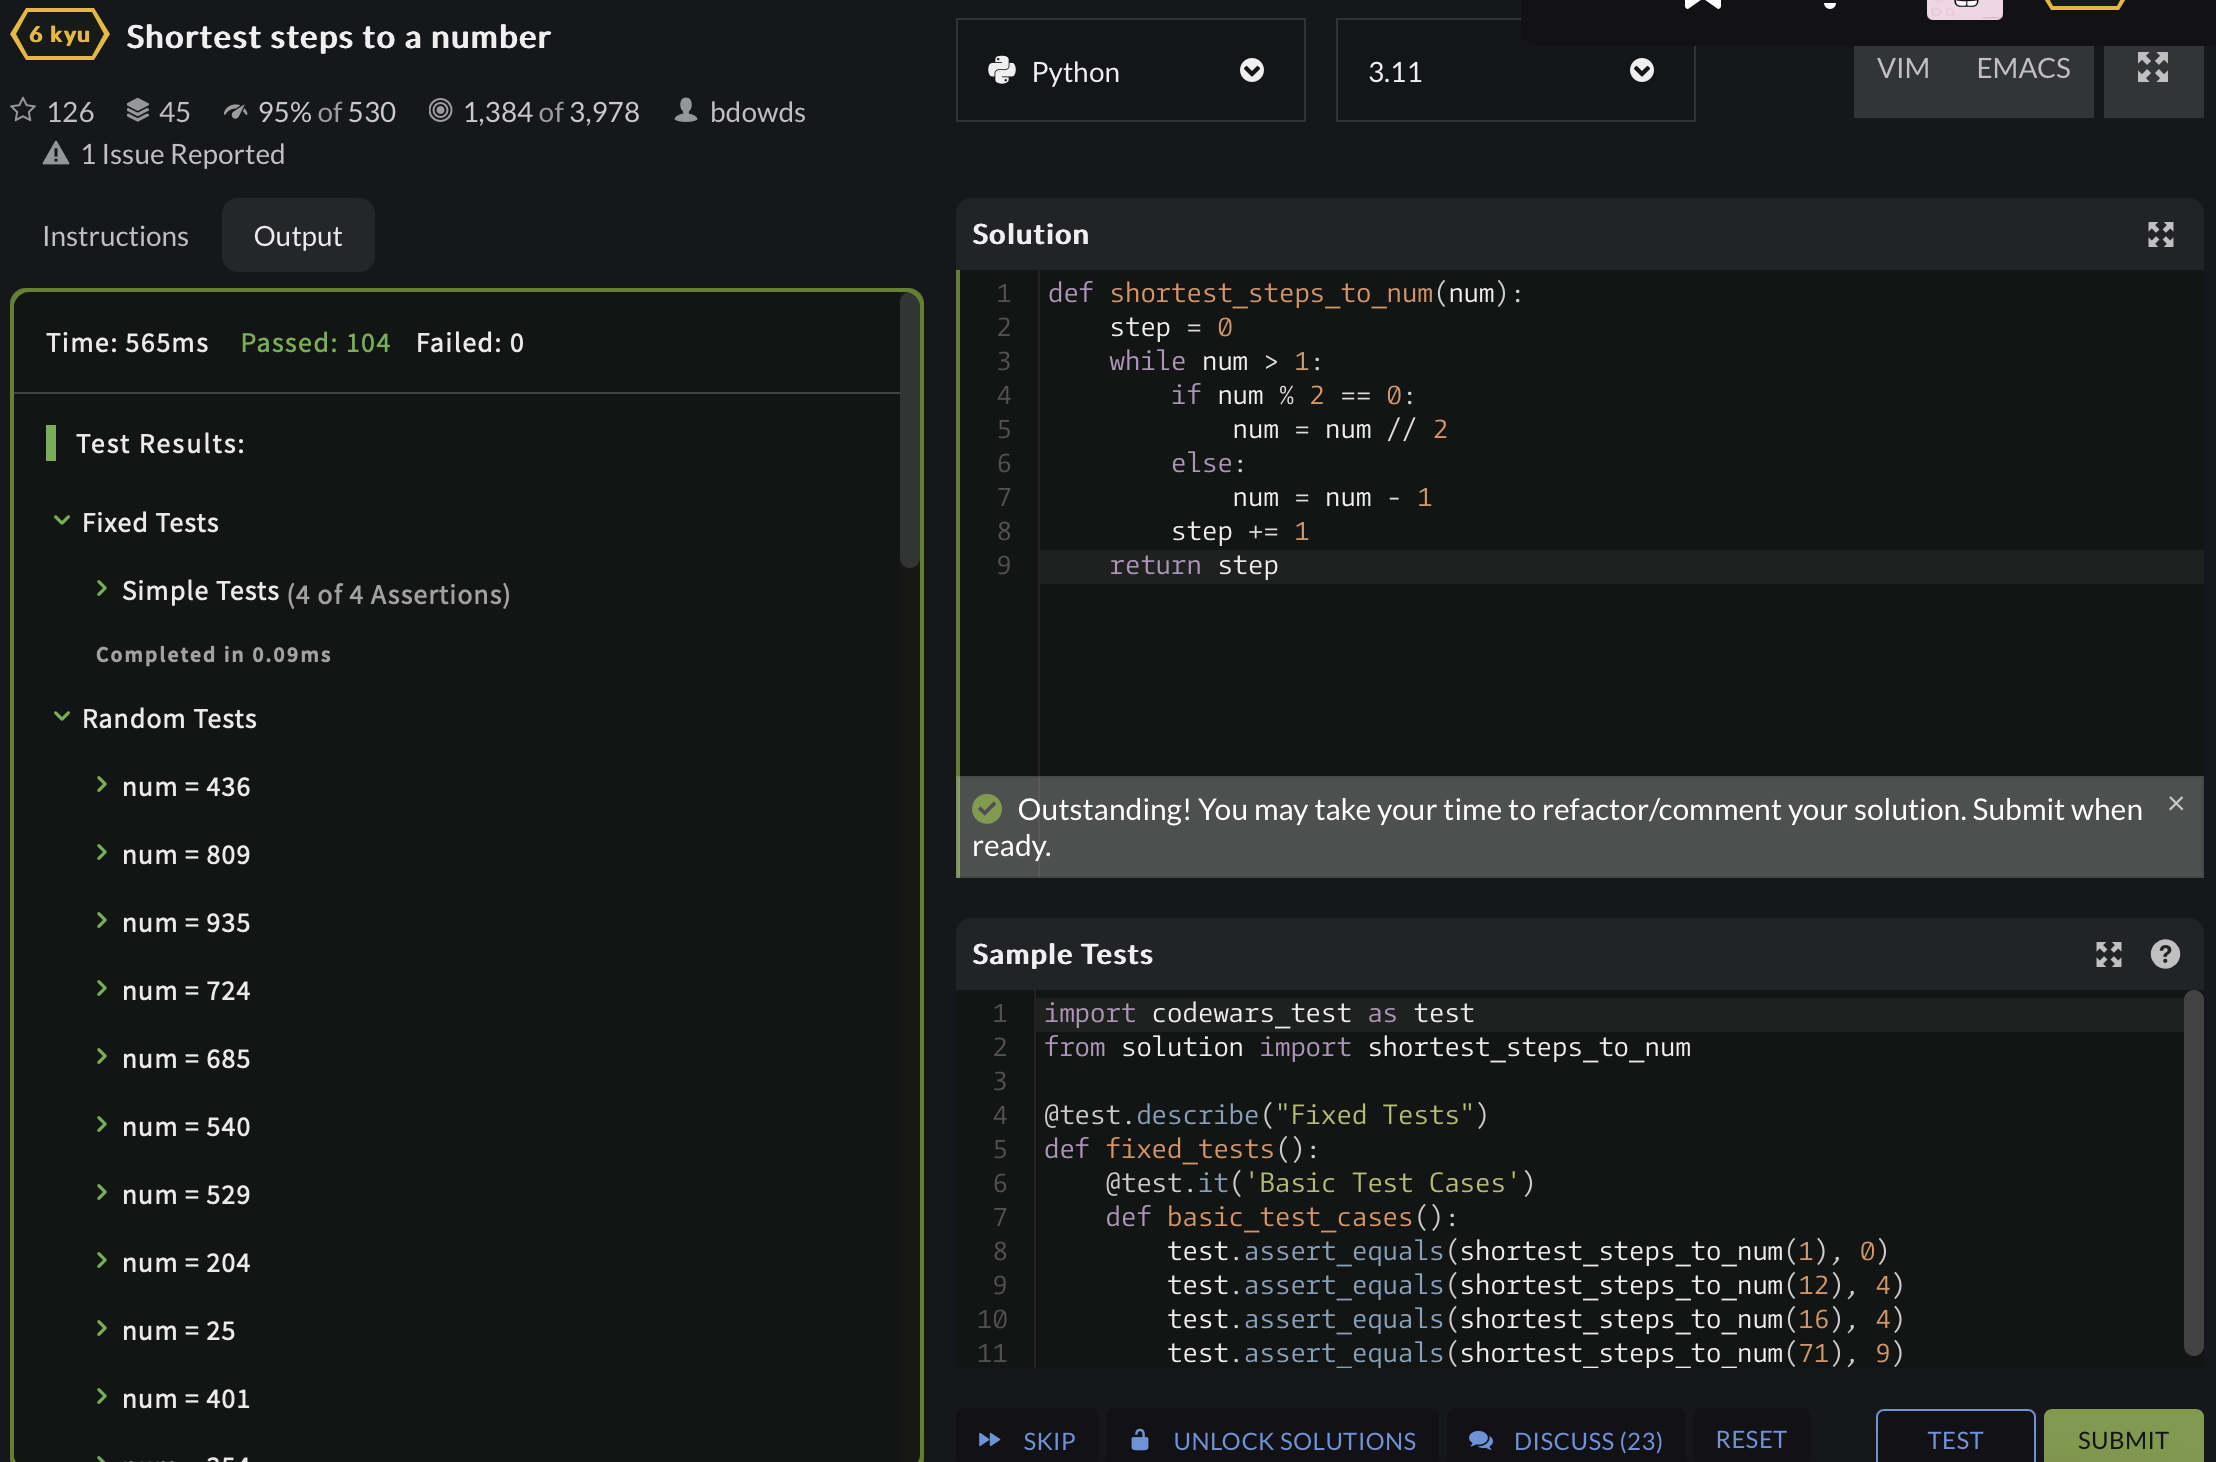 6 kyu Shortest steps to a number
126 45 95% of 530 1,384 of 3,978 bdowds
1 Issue Reported
Instructions Output
Time: 565ms Passed: 104 Failed: 0
Test Results:
Fixed Tests
Simple Tests (4 of 4 Assertions)
Completed in 0.09ms
Random Tests
num = 436
num = 809
num = 935
num = 724
num = 685
num = 540
num = 529
num = 204
num = 25
num = 401
Python 3.11 VIM EMACS
Solution
1 def shortest_steps_to_num(num):
2     step = 0
3     while num > 1:
4         if num % 2 == 0:
5             num = num // 2
6         else:
7             num = num - 1
8         step += 1
9     return step
Outstanding! You may take your time to refactor/comment your solution. Submit when
ready.
Sample Tests
1 import codewars_test as test
2 from solution import shortest_steps_to_num
3
4 @test.describe("Fixed Tests")
5 def fixed_tests():
6     @test.it('Basic Test Cases')
7     def basic_test_cases():
8         test.assert_equals(shortest_steps_to_num(1), 0)
9         test.assert_equals(shortest_steps_to_num(12), 4)
10         test.assert_equals(shortest_steps_to_num(16), 4)
11         test.assert_equals(shortest_steps_to_num(71), 9)
SKIP UNLOCK SOLUTIONS DISCUSS (23) RESET TEST SUBMIT